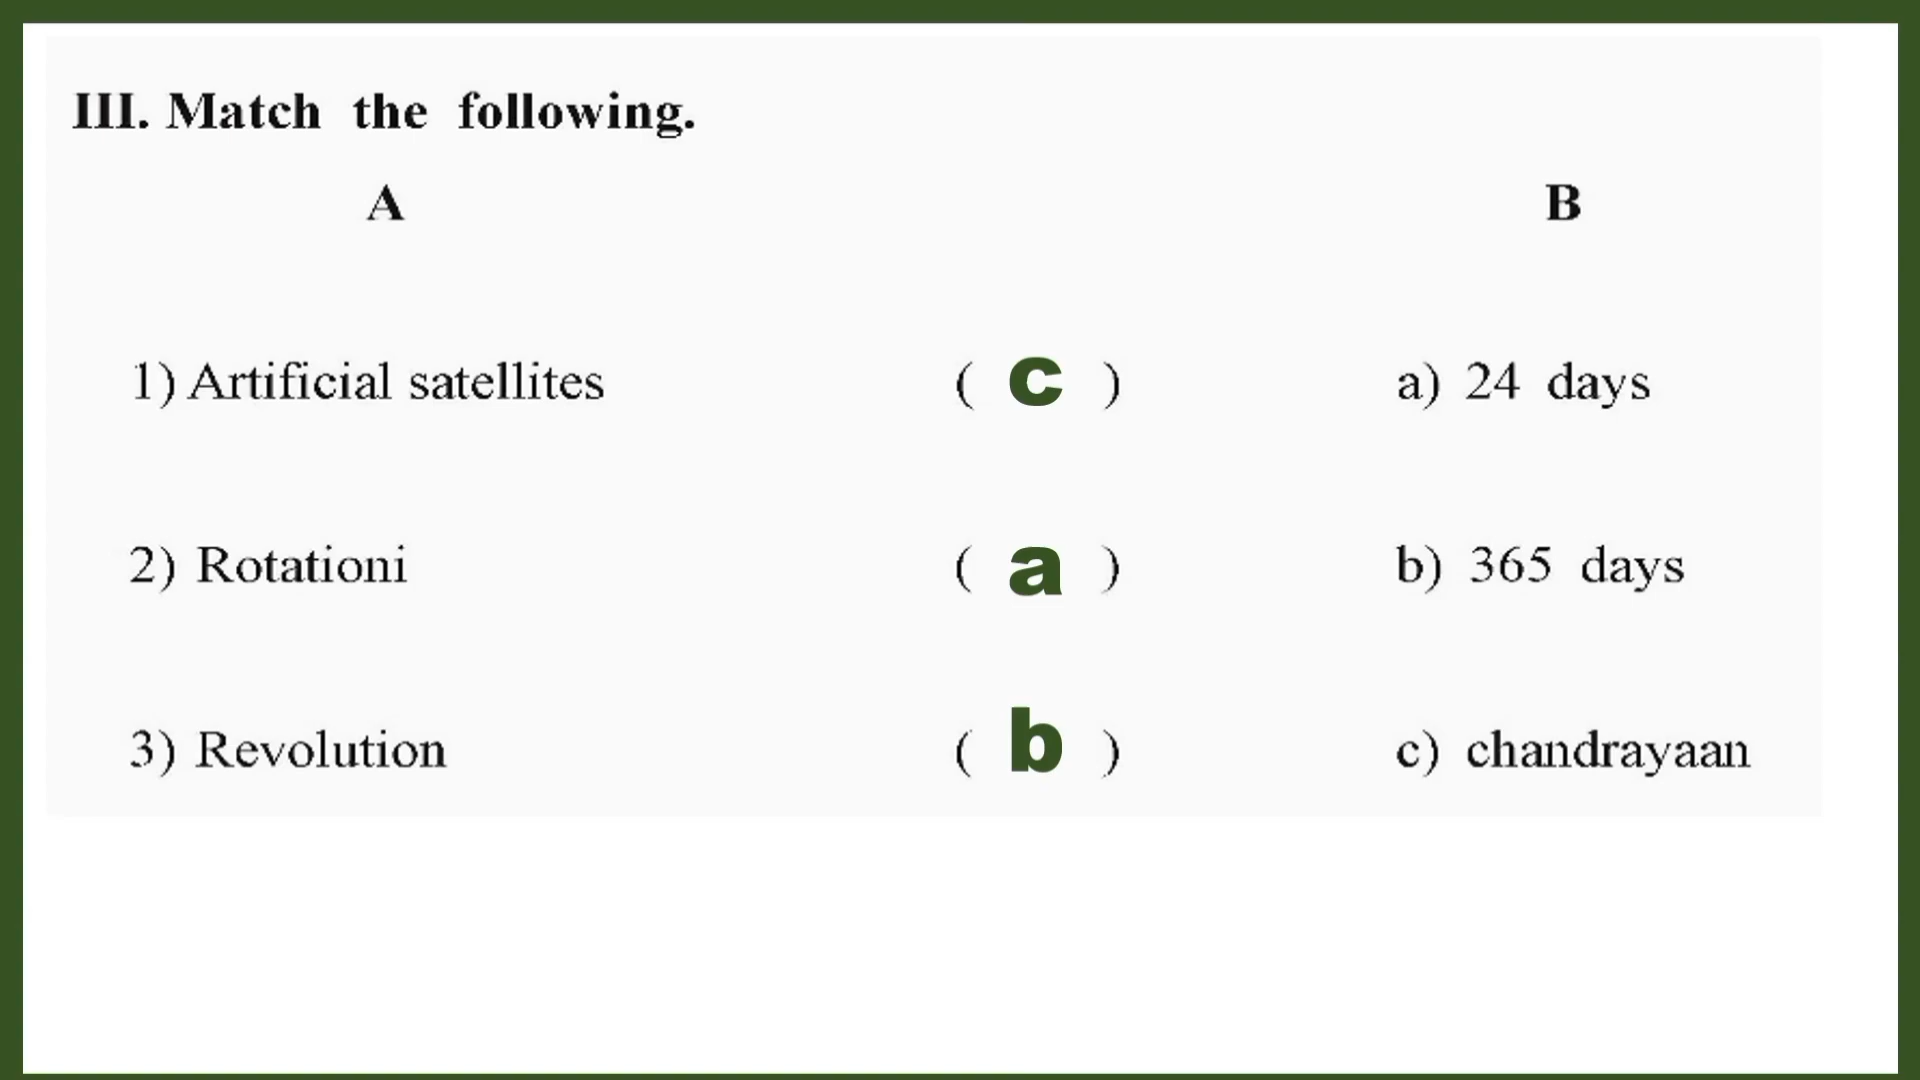 III. Match the following.
A B
1) Artificial satellites ( c ) a) 24 days
2) Rotationi ( a ) b) 365 days
3) Revolution ( b ) c) chandrayaan